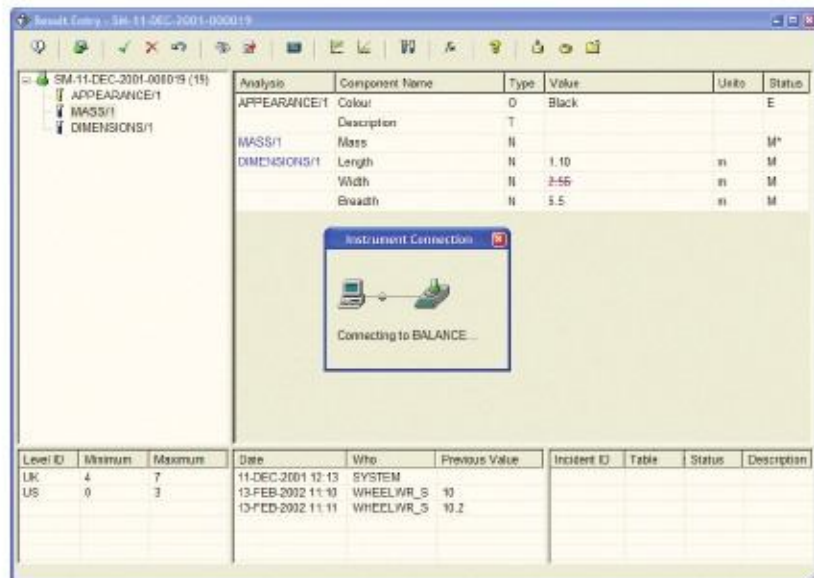 Result Entry - SM-11-DEC-2001-000019
SM-11-DEC-2001-000019 (19)
APPEARANCE/1
MASS/1
DIMENSIONS/1
Analysis Component Name Type Value Units Status
APPEARANCE/1 Colour O Black E
Description T
MASS/1 Mass N M*
DIMENSIONS/1 Length N 1.10 m M
Width N 2.56 m M
Breadth N 5.5 m M
Instrument Connection
Connecting to BALANCE...
Level ID Minimum Maximum
UK 4 7
US 0 3
Date Who Previous Value
11-DEC-2001 12:13 SYSTEM
13-FEB-2002 11:10 WHEELWR_S 10
13-FEB-2002 11:11 WHEELWR_S 10.2
Incident ID Table Status Description